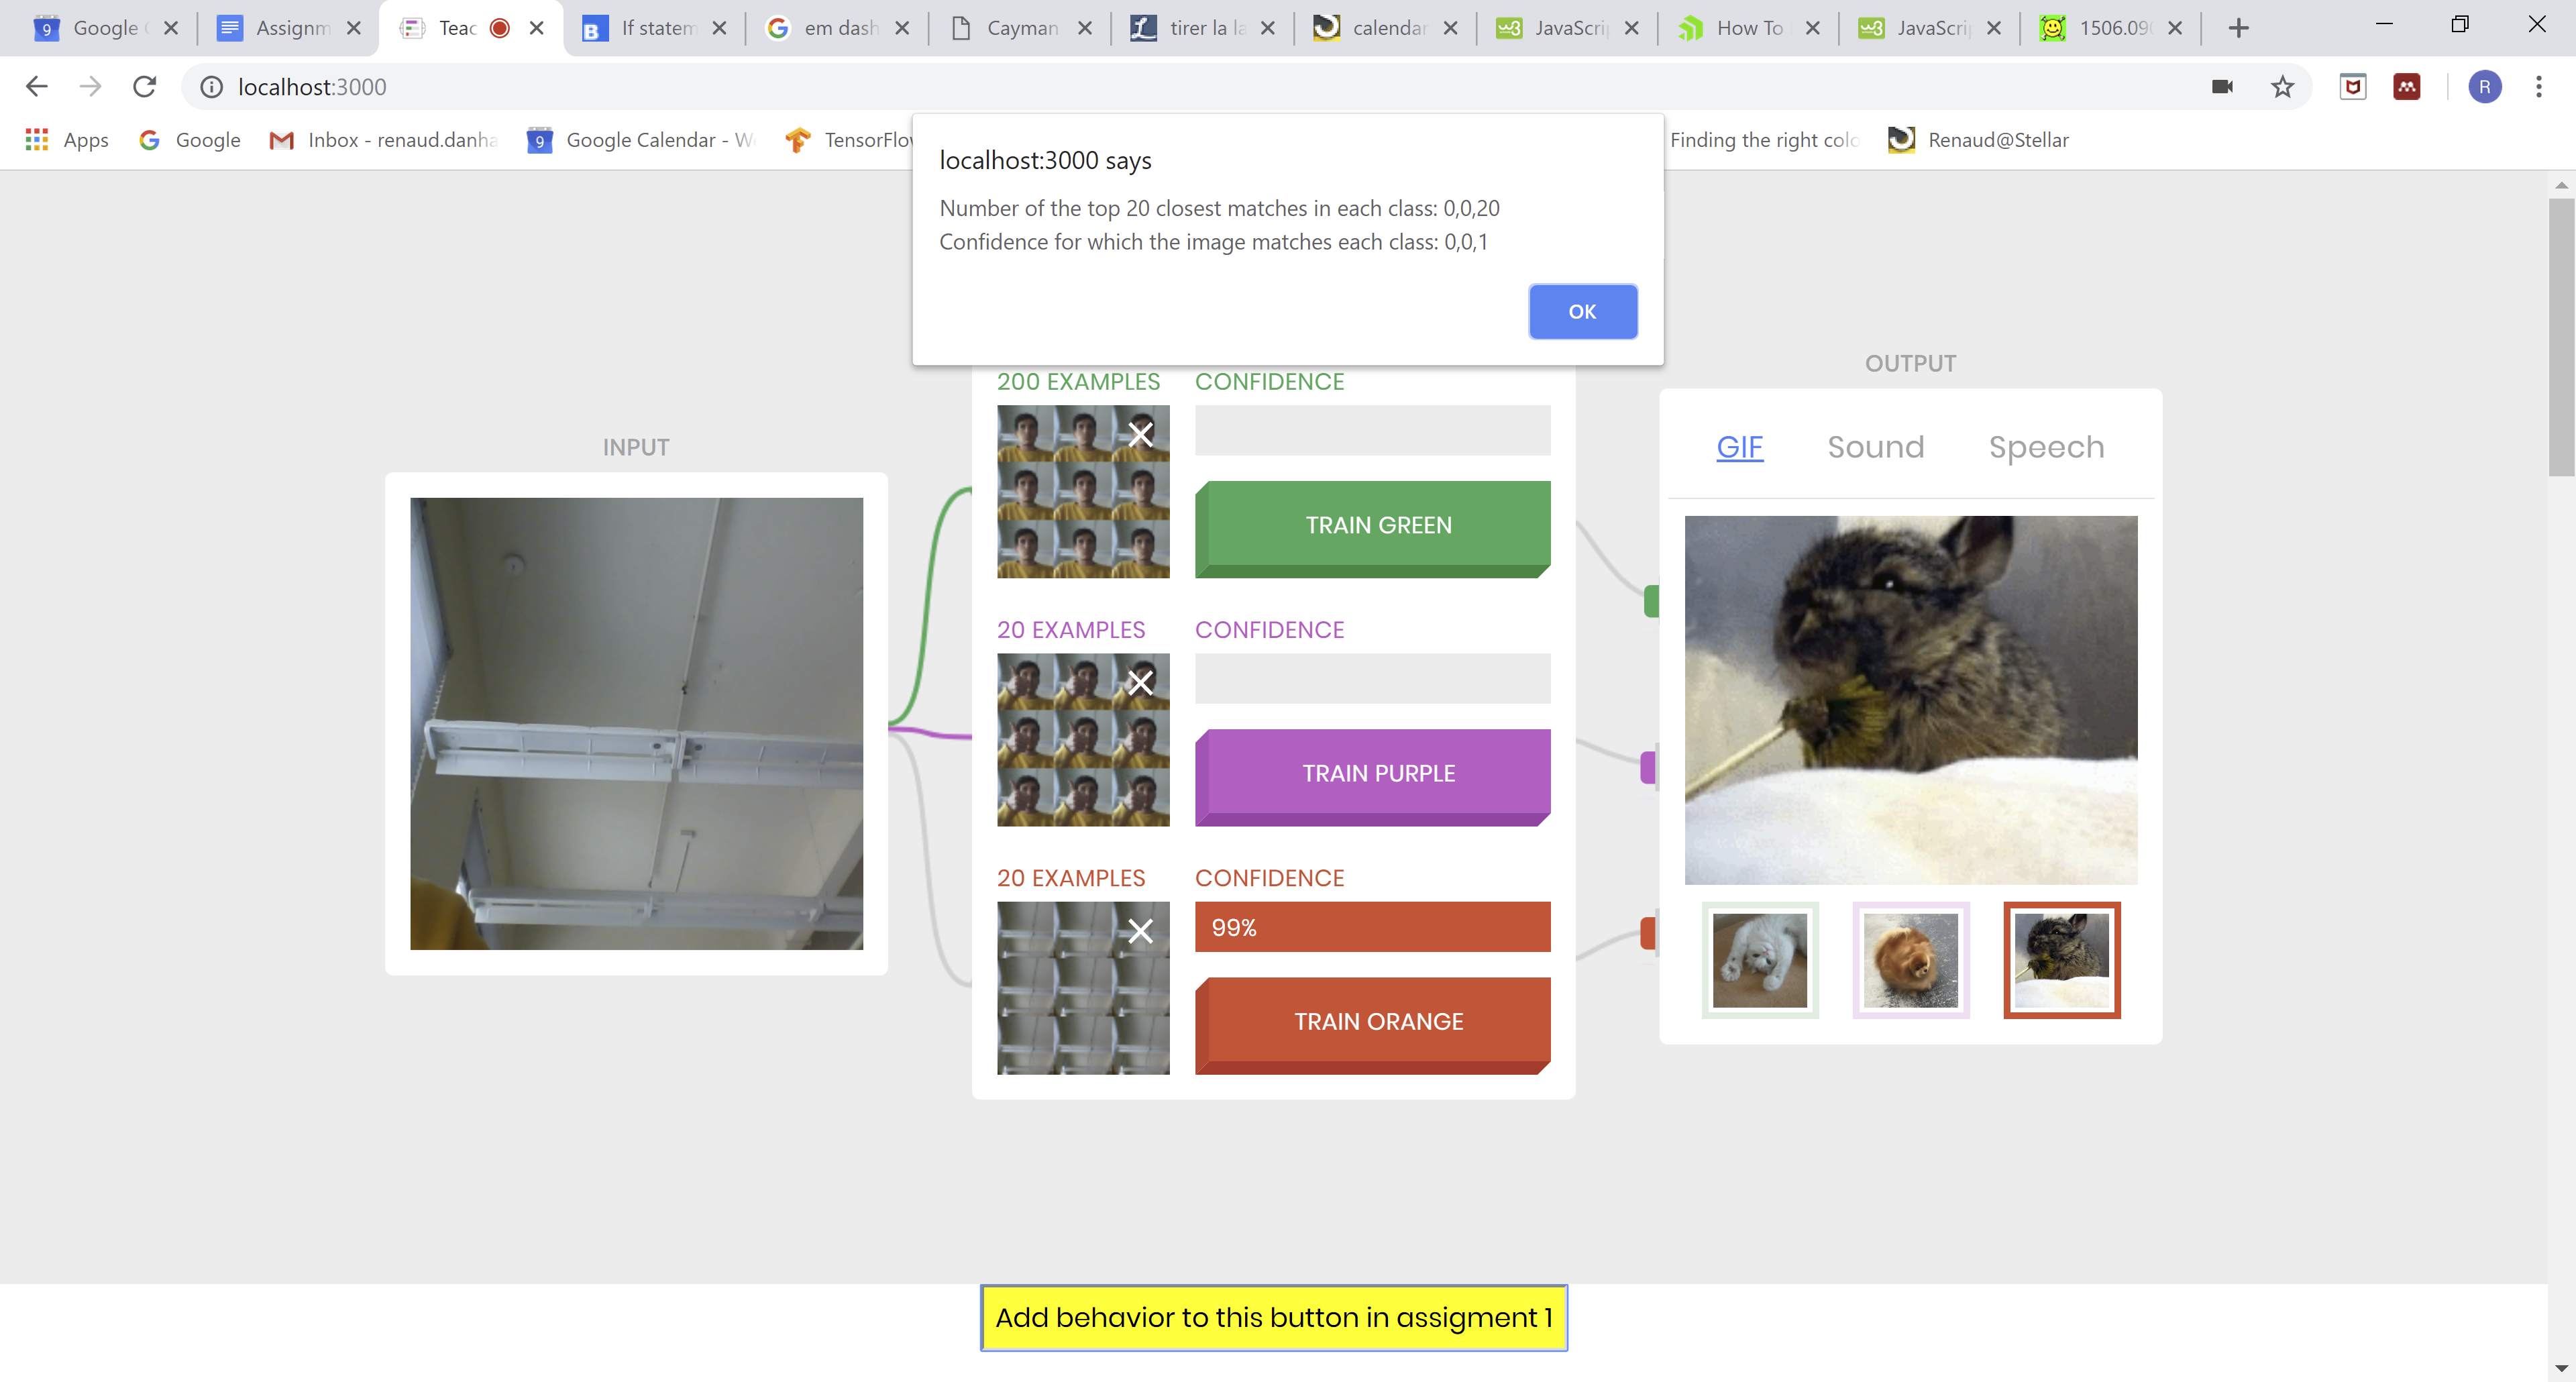 Google
Assignm
Teac
If statem
em dash
Cayman
tirer la la
calendar
JavaScrip
How To
JavaScrip
1506.090
localhost:3000
R
Apps
Google
Inbox - renaud.danha
Google Calendar - W
TensorFlow
Finding the right colo
Renaud@Stellar
localhost:3000 says
Number of the top 20 closest matches in each class: 0,0,20
Confidence for which the image matches each class: 0,0,1
OK
INPUT
200 EXAMPLES
CONFIDENCE
TRAIN GREEN
20 EXAMPLES
CONFIDENCE
TRAIN PURPLE
20 EXAMPLES
CONFIDENCE
99%
TRAIN ORANGE
OUTPUT
GIF
Sound
Speech
Add behavior to this button in assigment 1